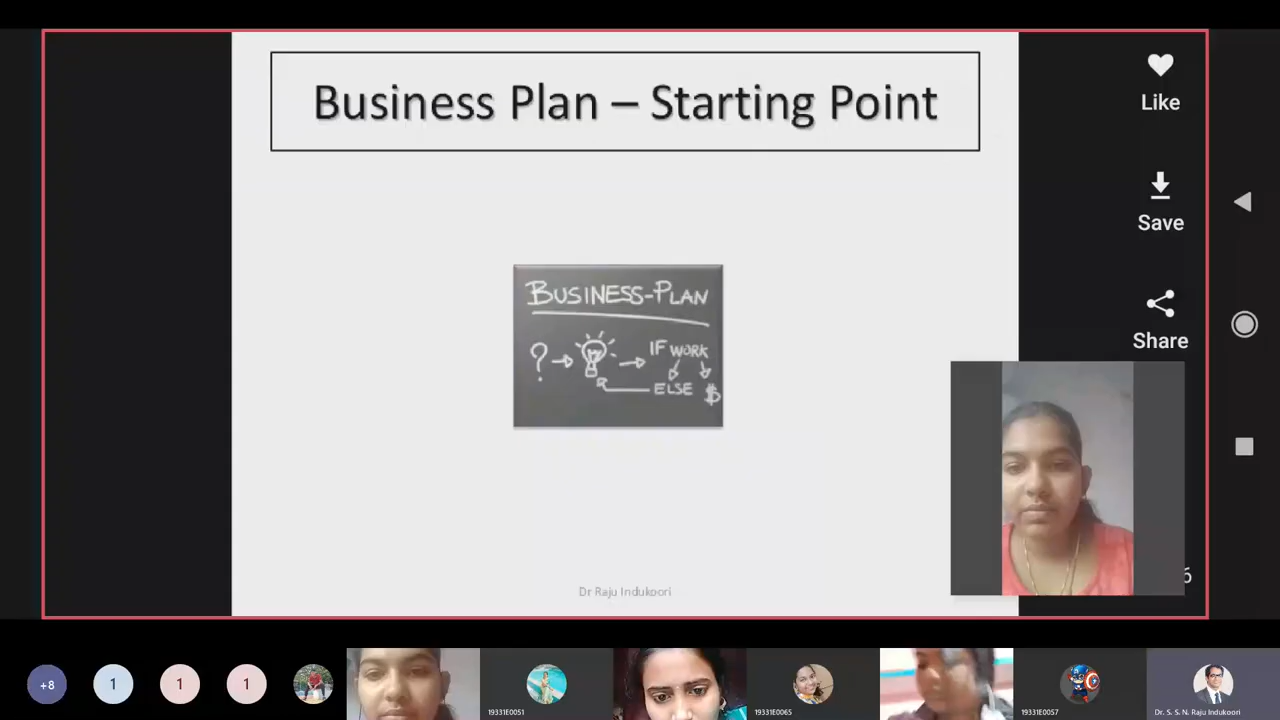 Business Plan – Starting Point
Like
Save
Share
BUSINESS-PLAN
? → → IF WORK
ELSE $
Dr Raju Indukoori
6
+8
1
1
1
19331E0051
19331E0065
19331E0057
Dr. S. S. N. Raju Indukoori